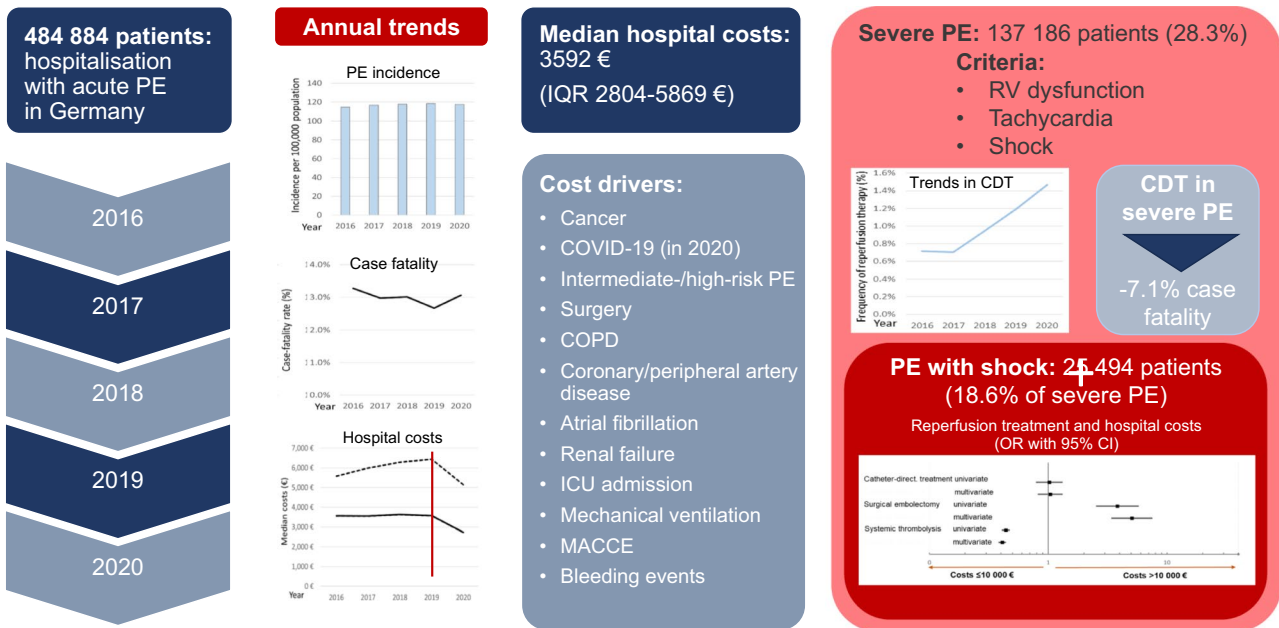 484 884 patients:
hospitalisation
with acute PE
in Germany
2016
2017
2018
2019
2020
Annual trends
PE incidence
Incidence per 100,000 population
140
120
100
80
60
40
20
0
Year 2016 2017 2018 2019 2020
Case fatality
Case-fatality rate (%)
14.0%
13.0%
12.0%
11.0%
10.0%
Year 2016 2017 2018 2019 2020
Hospital costs
Median costs (€)
7,000 €
6,000 €
5,000 €
4,000 €
3,000 €
2,000 €
1,000 €
0 €
Year 2016 2017 2018 2019 2020
Median hospital costs:
3592 €
(IQR 2804-5869 €)
Cost drivers:
• Cancer
• COVID-19 (in 2020)
• Intermediate-/high-risk PE
• Surgery
• COPD
• Coronary/peripheral artery
disease
• Atrial fibrillation
• Renal failure
• ICU admission
• Mechanical ventilation
• MACCE
• Bleeding events
Severe PE: 137 186 patients (28.3%)
Criteria:
• RV dysfunction
• Tachycardia
• Shock
Trends in CDT
Frequency of reperfusion therapy (%)
1.6%
1.4%
1.2%
1.0%
0.8%
0.6%
0.4%
0.2%
0.0%
Year 2016 2017 2018 2019 2020
CDT in
severe PE
-7.1% case
fatality
PE with shock: 25 494 patients
(18.6% of severe PE)
+
Reperfusion treatment and hospital costs
(OR with 95% CI)
Catheter-direct. treatment univariate
multivariate
Surgical embolectomy univariate
multivariate
Systemic thrombolysis univariate
multivariate
0 1 10
Costs ≤10 000 € Costs >10 000 €